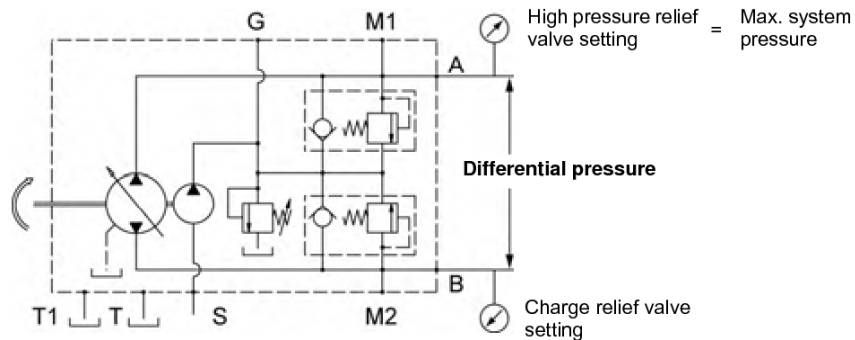 G
M1
High pressure relief
valve setting
=
Max. system
pressure
A
Differential pressure
B
T1
T
S
M2
Charge relief valve
setting